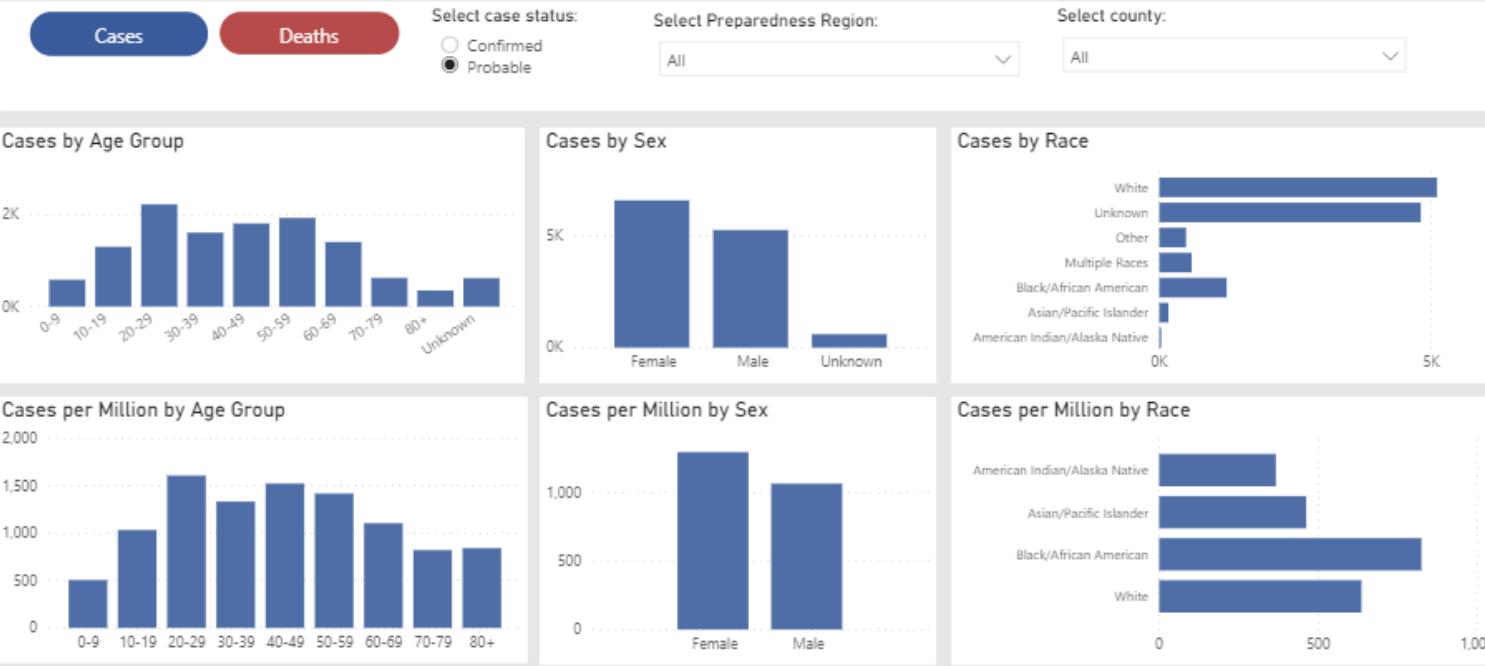 Cases
Deaths
Select case status:
Confirmed
Probable
Select Preparedness Region:
All
Select county:
All
Cases by Age Group
2K
0K
0-9
10-19
20-29
30-39
40-49
50-59
60-69
70-79
80+
Unknown
Cases by Sex
5K
0K
Female
Male
Unknown
Cases by Race
White
Unknown
Other
Multiple Races
Black/African American
Asian/Pacific Islander
American Indian/Alaska Native
0K
5K
Cases per Million by Age Group
2,000
1,500
1,000
500
0
0-9
10-19
20-29
30-39
40-49
50-59
60-69
70-79
80+
Cases per Million by Sex
1,000
500
0
Female
Male
Cases per Million by Race
American Indian/Alaska Native
Asian/Pacific Islander
Black/African American
White
0
500